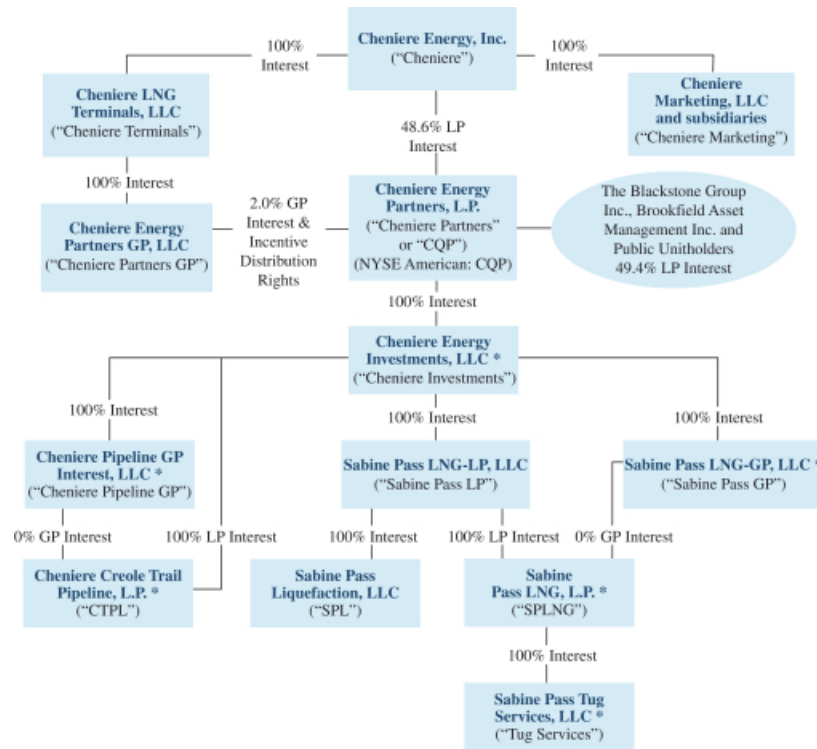 Cheniere Energy, Inc.
(“Cheniere”)
100%
Interest
100%
Interest
Cheniere LNG
Terminals, LLC
(“Cheniere Terminals”)
Cheniere
Marketing, LLC
and subsidiaries
(“Cheniere Marketing”)
48.6% LP
Interest
100% Interest
Cheniere Energy
Partners GP, LLC
(“Cheniere Partners GP”)
2.0% GP
Interest &
Incentive
Distribution
Rights
Cheniere Energy
Partners, L.P.
(“Cheniere Partners”
or “CQP”)
(NYSE American: CQP)
The Blackstone Group
Inc., Brookfield Asset
Management Inc. and
Public Unitholders
49.4% LP Interest
100% Interest
Cheniere Energy
Investments, LLC *
(“Cheniere Investments”)
100% Interest
100% Interest
100% Interest
Cheniere Pipeline GP
Interest, LLC *
(“Cheniere Pipeline GP”)
Sabine Pass LNG-LP, LLC
(“Sabine Pass LP”)
Sabine Pass LNG-GP, LLC *
(“Sabine Pass GP”)
0% GP Interest
100% LP Interest
100% Interest
100% LP Interest
0% GP Interest
Cheniere Creole Trail
Pipeline, L.P. *
(“CTPL”)
Sabine Pass
Liquefaction, LLC
(“SPL”)
Sabine
Pass LNG, L.P. *
(“SPLNG”)
100% Interest
Sabine Pass Tug
Services, LLC *
(“Tug Services”)